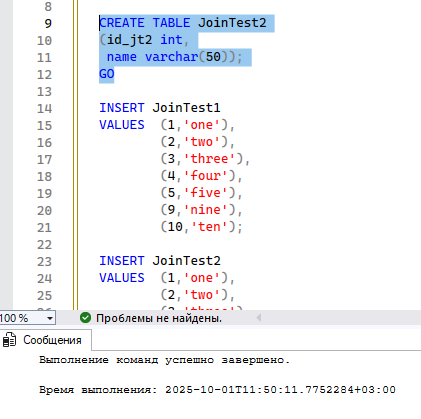 8
9 CREATE TABLE JoinTest2
10 (id_jt2 int,
11 name varchar(50));
12 GO
13
14 INSERT JoinTest1
15 VALUES (1,'one'),
16 (2,'two'),
17 (3,'three'),
18 (4,'four'),
19 (5,'five'),
20 (9,'nine'),
21 (10,'ten');
22
23 INSERT JoinTest2
24 VALUES (1,'one'),
25 (2,'two'),
100 % Проблемы не найдены.
Сообщения
Выполнение команд успешно завершено.
Время выполнения: 2025-10-01T11:50:11.7752284+03:00